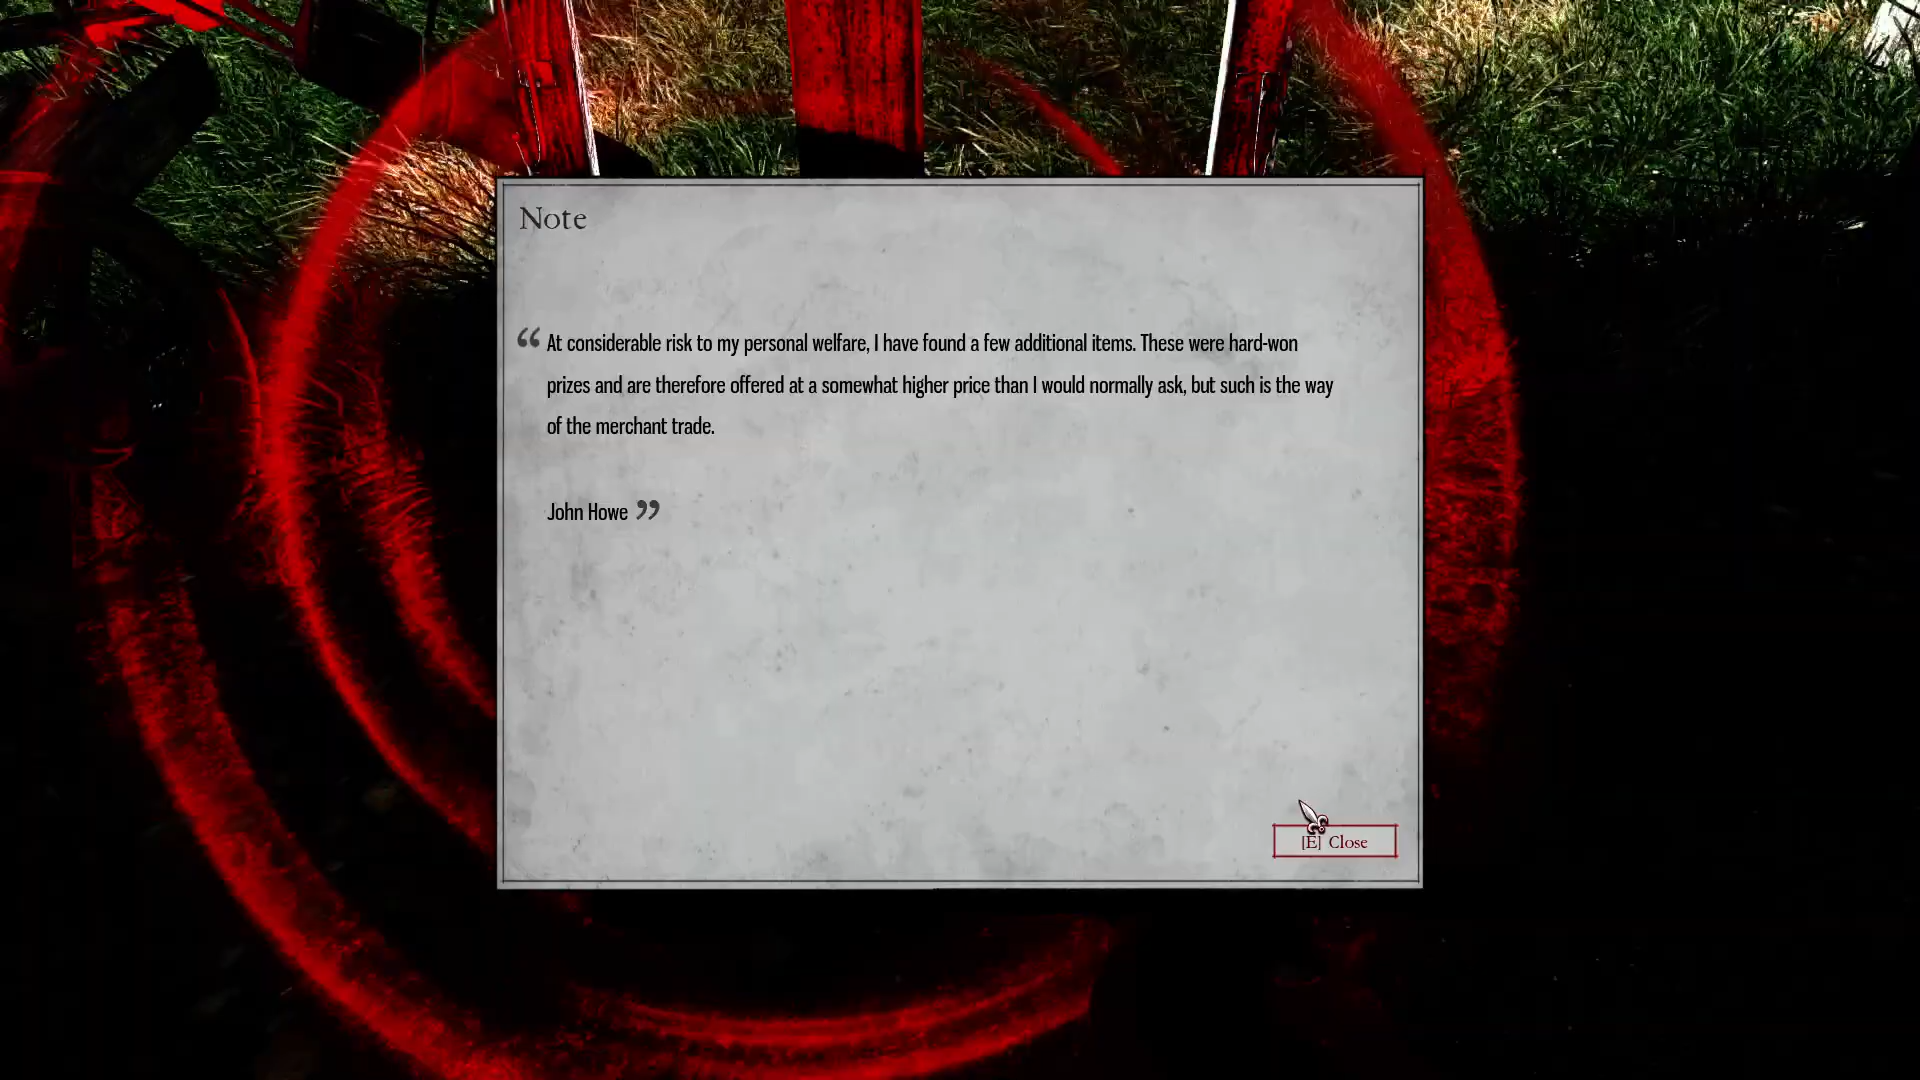 Note
“ At considerable risk to my personal welfare, I have found a few additional items. These were hard-won
prizes and are therefore offered at a somewhat higher price than I would normally ask, but such is the way
of the merchant trade.
John Howe ”
[E] Close